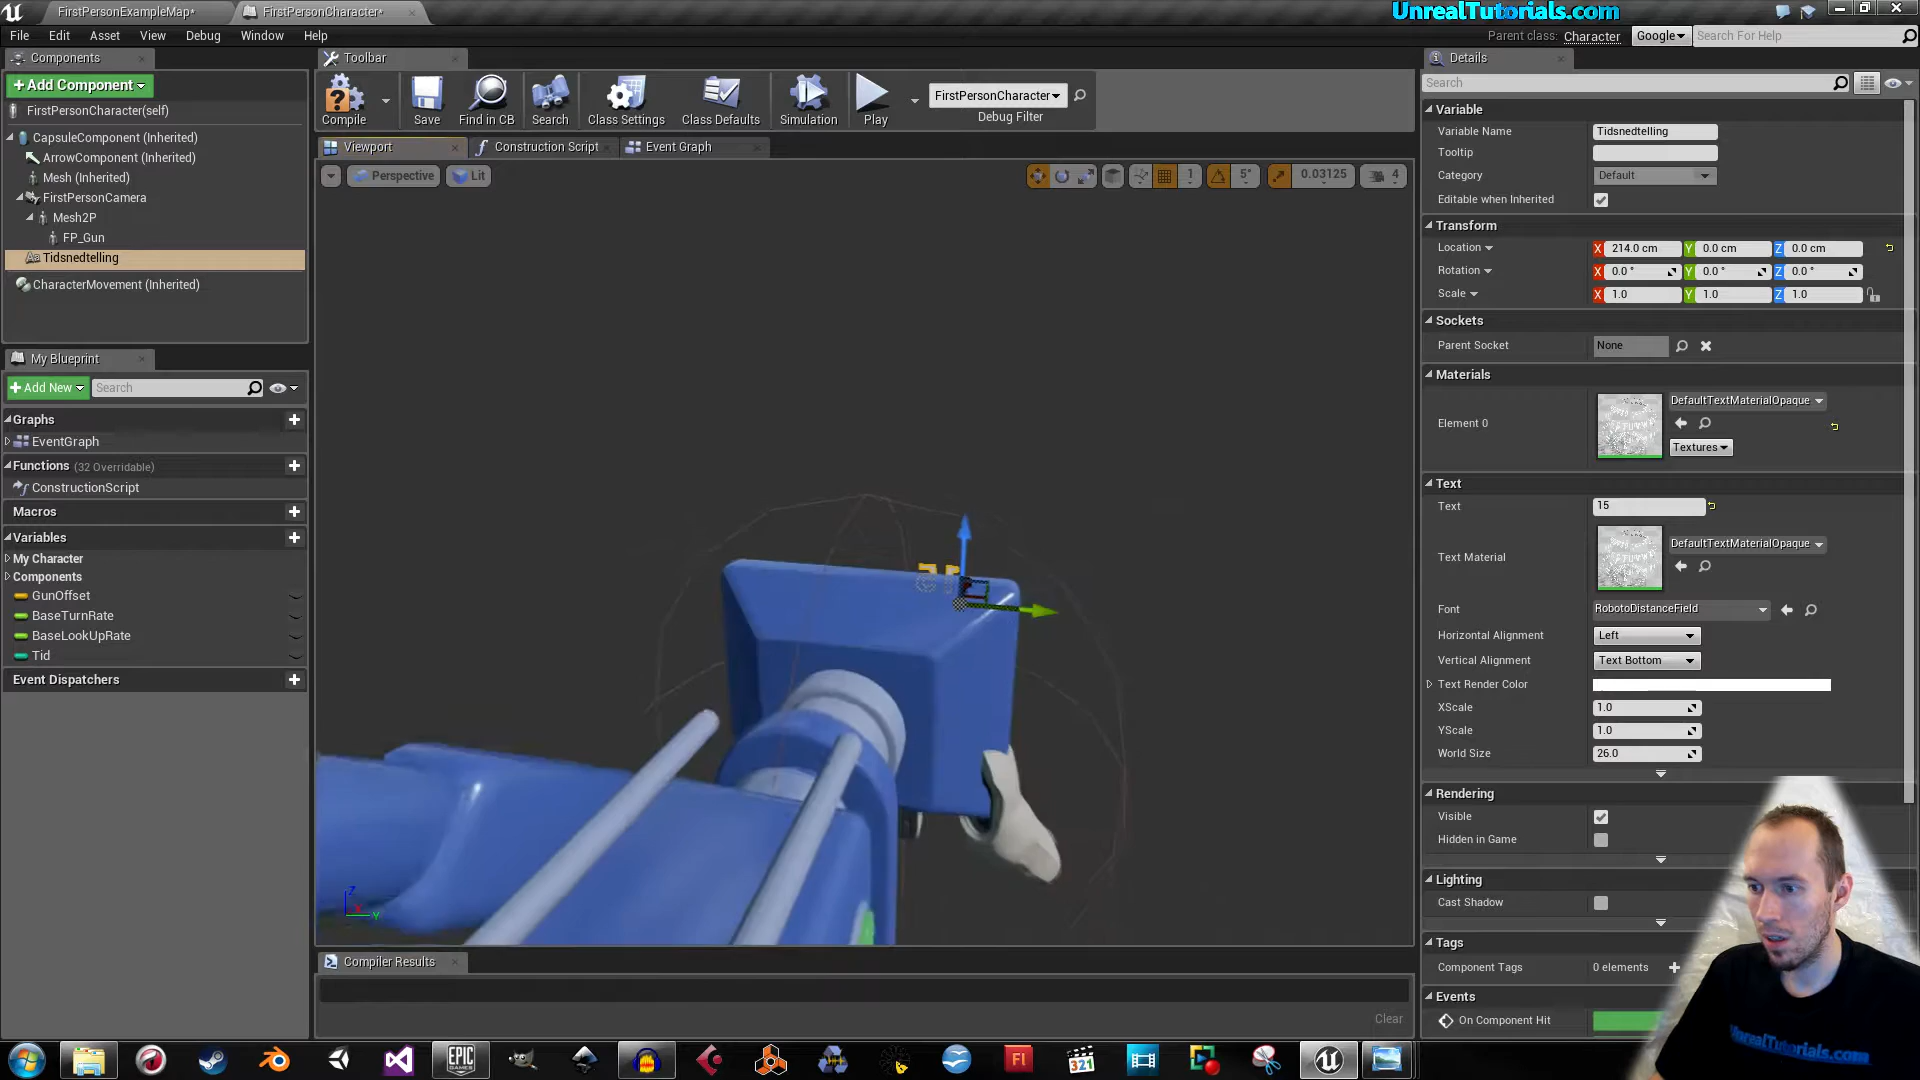 FirstPersonExampleMap*
FirstPersonCharacter*
UnrealTutorials.com
File Edit Asset View Debug Window Help
Parent class: Character
Google
Search For Help
Components
Toolbar
Details
+Add Component
Search
FirstPersonCharacter(self)
CapsuleComponent (Inherited)
ArrowComponent (Inherited)
Mesh (Inherited)
FirstPersonCamera
Mesh2P
FP_Gun
Tidsnedtelling
CharacterMovement (Inherited)
Compile
Save
Find in CB
Search
Class Settings
Class Defaults
Simulation
Play
FirstPersonCharacter
Debug Filter
Viewport
Construction Script
Event Graph
Perspective
Lit
1
5°
0.03125
4
My Blueprint
+Add New
Search
Graphs
EventGraph
Functions (32 Overridable)
ConstructionScript
Macros
Variables
My Character
Components
GunOffset
BaseTurnRate
BaseLookUpRate
Tid
Event Dispatchers
Z
X
Y
Compiler Results
Clear
Variable
Variable Name Tidsnedtelling
Tooltip
Category Default
Editable when Inherited
Transform
Location X 214.0 cm Y 0.0 cm Z 0.0 cm
Rotation X 0.0 ° Y 0.0 ° Z 0.0 °
Scale X 1.0 Y 1.0 Z 1.0
Sockets
Parent Socket None
Materials
Element 0 DefaultTextMaterialOpaque
Textures
Text
Text 15
Text Material DefaultTextMaterialOpaque
Font RobotoDistanceField
Horizontal Alignment Left
Vertical Alignment Text Bottom
Text Render Color
XScale 1.0
YScale 1.0
World Size 26.0
Rendering
Visible
Hidden in Game
Lighting
Cast Shadow
Tags
Component Tags 0 elements
Events
On Component Hit
UnrealTutorials.com
EPIC
GAMES
Fl
321